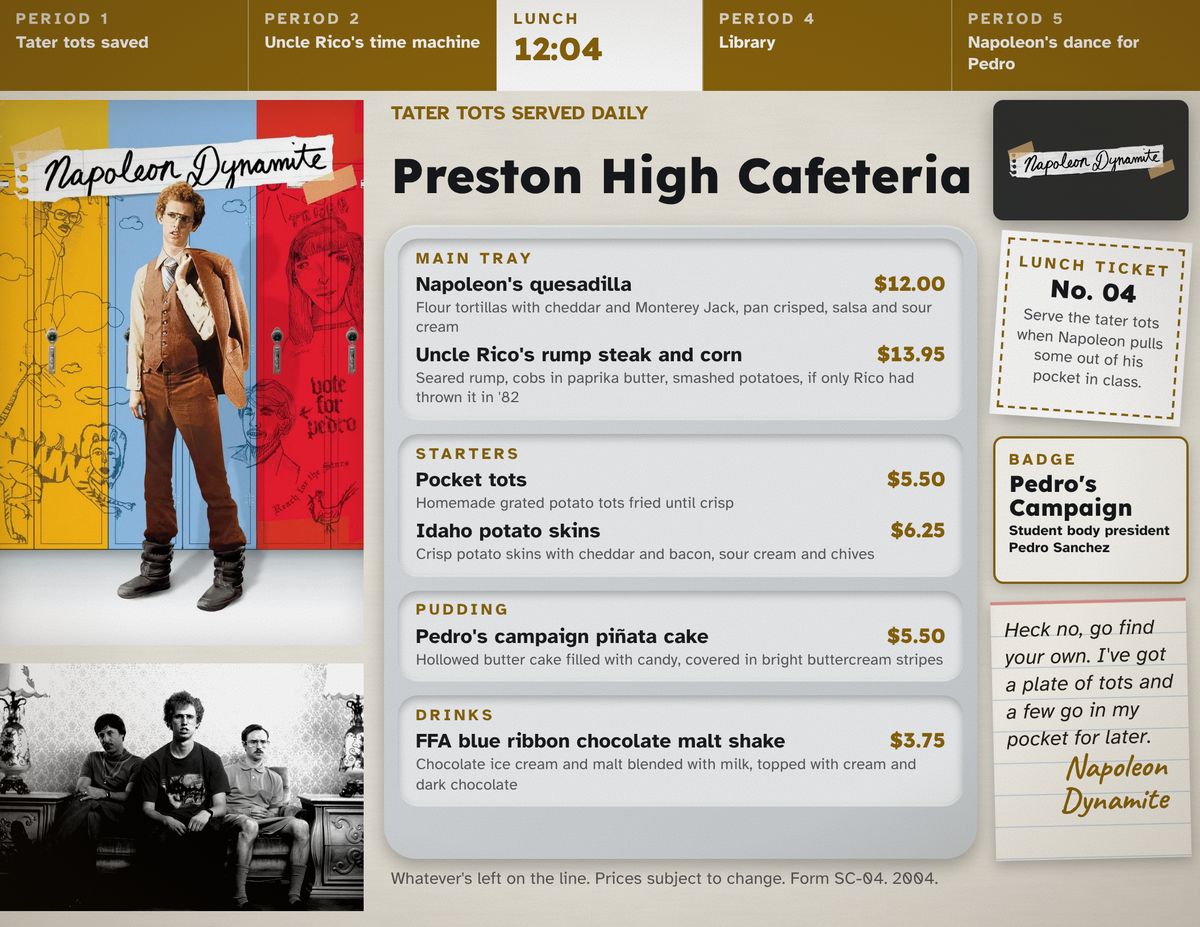 PERIOD 1
Tater tots saved
PERIOD 2
Uncle Rico's time machine
LUNCH
12:04
PERIOD 4
Library
PERIOD 5
Napoleon's dance for
Pedro
Napoleon Dynamite
vote
for
pedro
Reach for the Stars
TATER TOTS SERVED DAILY
Preston High Cafeteria
MAIN TRAY
Napoleon's quesadilla $12.00
Flour tortillas with cheddar and Monterey Jack, pan crisped, salsa and sour
cream
Uncle Rico's rump steak and corn $13.95
Seared rump, cobs in paprika butter, smashed potatoes, if only Rico had
thrown it in '82
STARTERS
Pocket tots $5.50
Homemade grated potato tots fried until crisp
Idaho potato skins $6.25
Crisp potato skins with cheddar and bacon, sour cream and chives
PUDDING
Pedro's campaign piñata cake $5.50
Hollowed butter cake filled with candy, covered in bright buttercream stripes
DRINKS
FFA blue ribbon chocolate malt shake $3.75
Chocolate ice cream and malt blended with milk, topped with cream and
dark chocolate
Whatever's left on the line. Prices subject to change. Form SC-04. 2004.
Napoleon Dynamite
LUNCH TICKET
No. 04
Serve the tater tots
when Napoleon pulls
some out of his
pocket in class.
BADGE
Pedro's
Campaign
Student body president
Pedro Sanchez
Heck no, go find
your own. I've got
a plate of tots and
a few go in my
pocket for later.
Napoleon
Dynamite